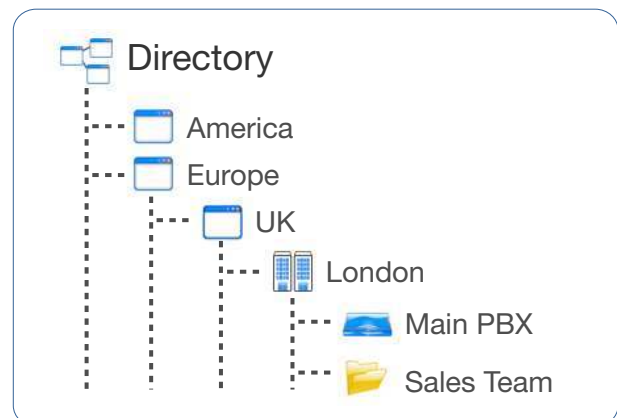 Directory
America
Europe
UK
London
Main PBX
Sales Team